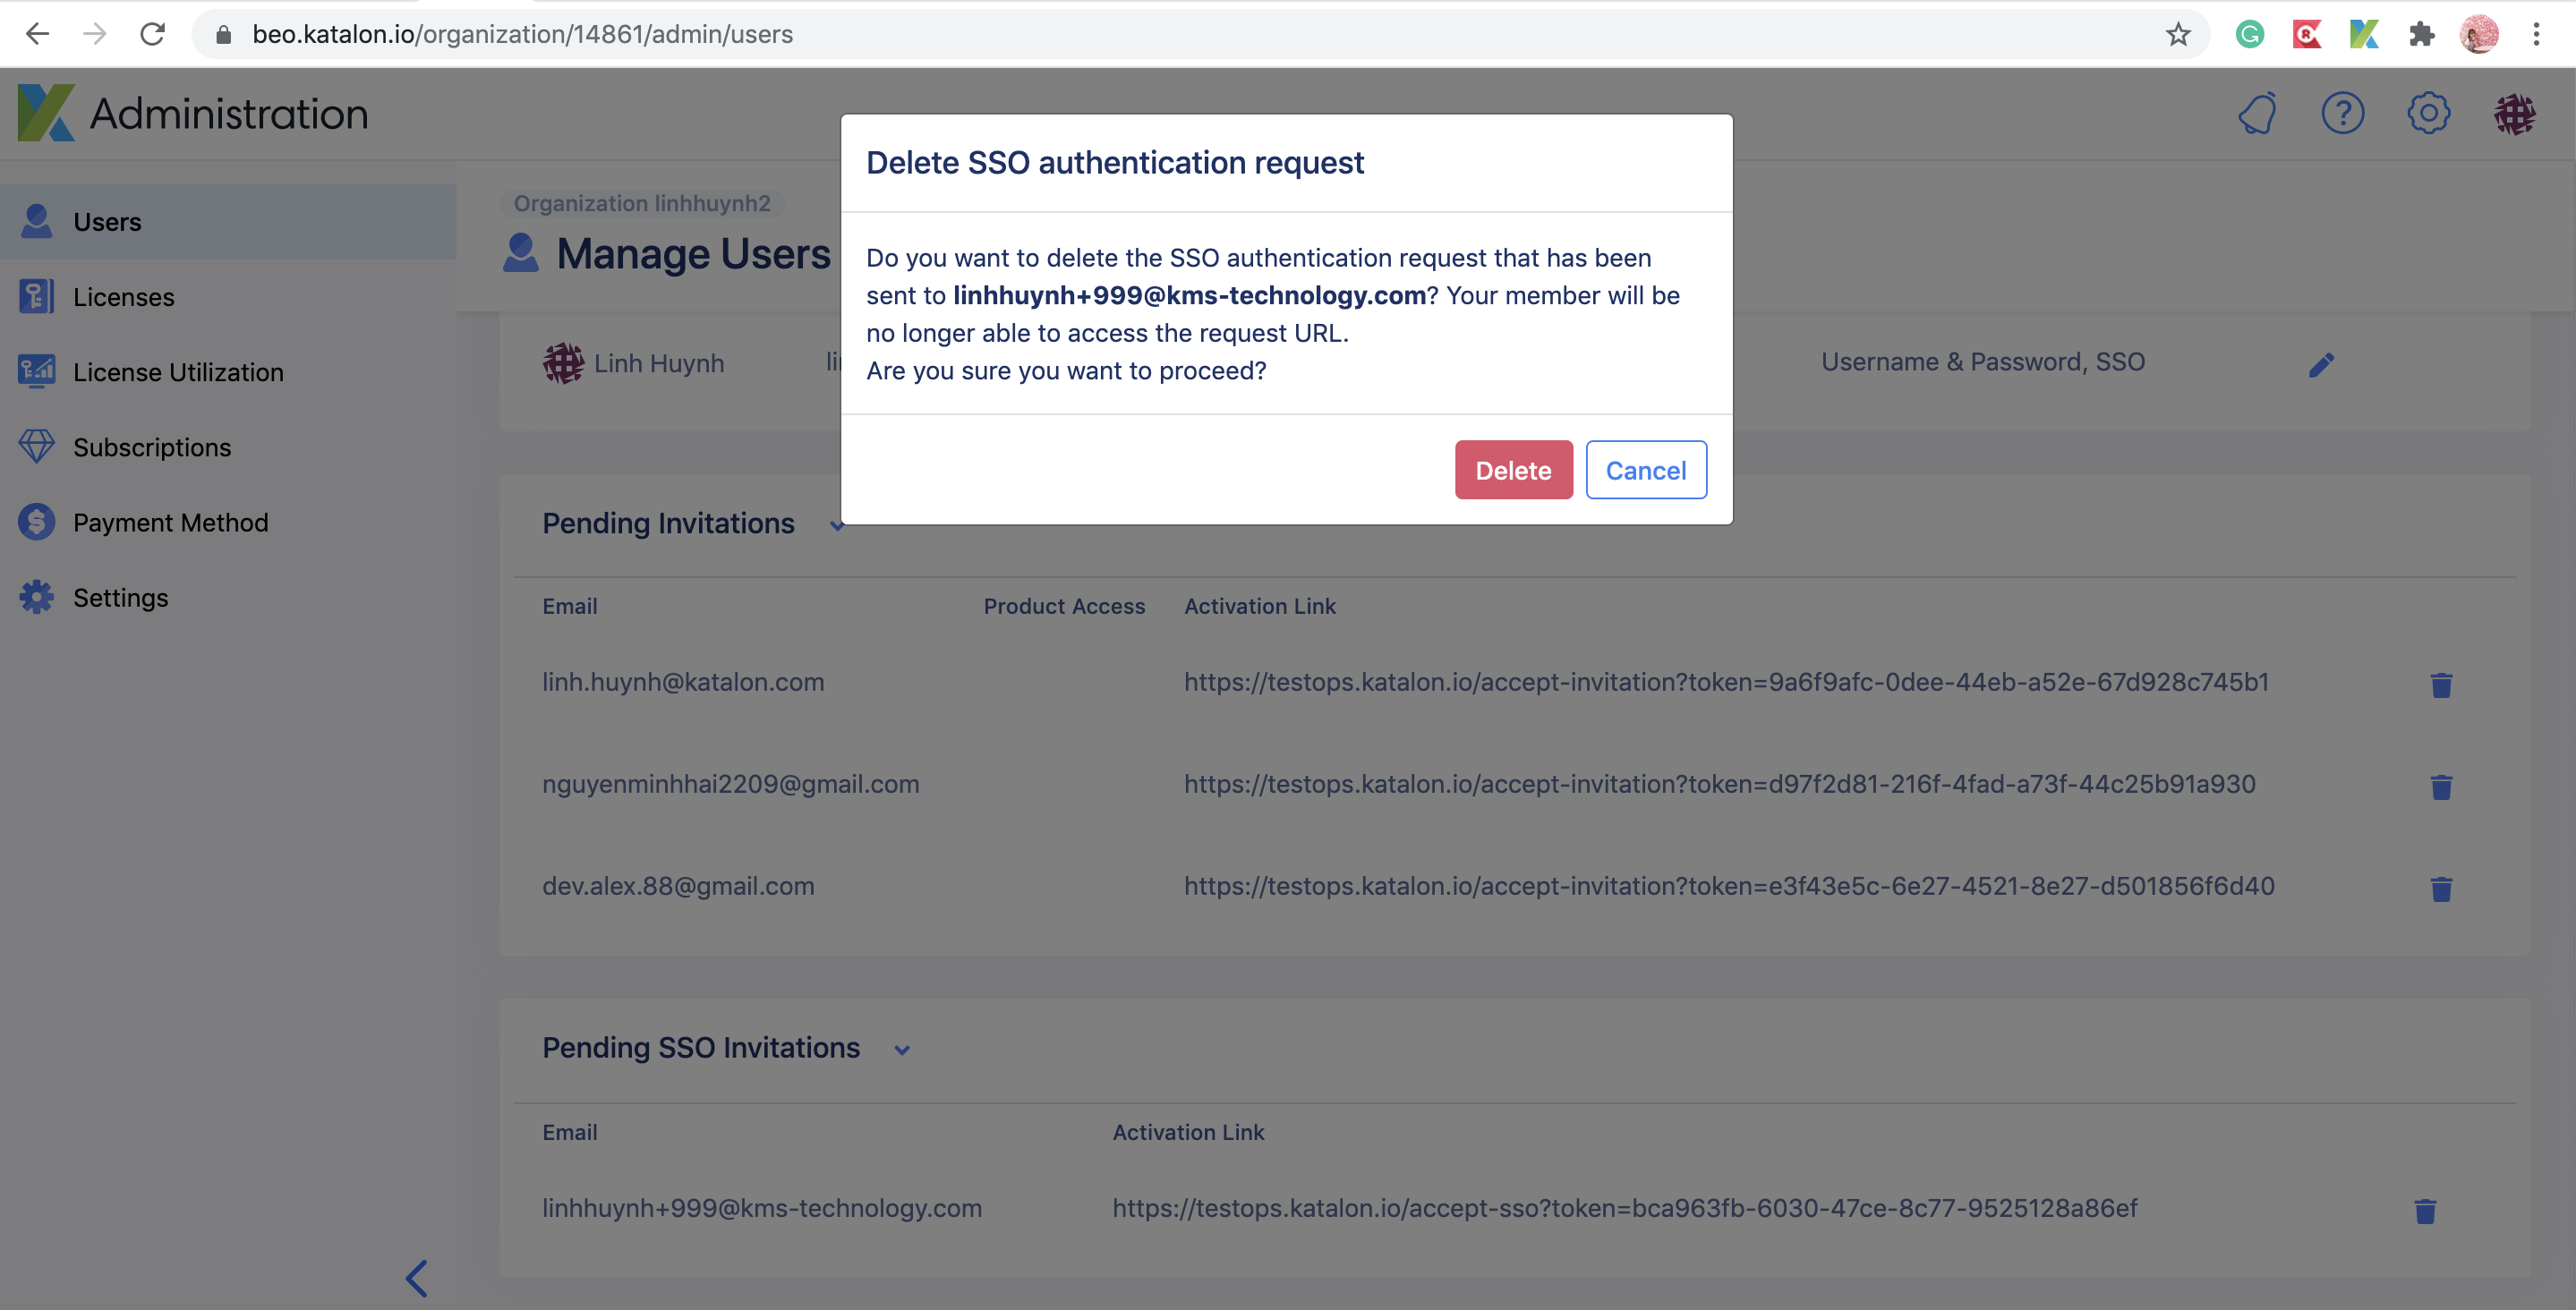 beo.katalon.io/organization/14861/admin/users
Administration
Users
Licenses
License Utilization
Subscriptions
Payment Method
Settings
Organization linhhuynh2
Manage Users
Linh Huynh
Username & Password, SSO
Delete SSO authentication request
Do you want to delete the SSO authentication request that has been
sent to linhhuynh+999@kms-technology.com? Your member will be
no longer able to access the request URL.
Are you sure you want to proceed?
Delete Cancel
Pending Invitations
Email Product Access Activation Link
linh.huynh@katalon.com https://testops.katalon.io/accept-invitation?token=9a6f9afc-0dee-44eb-a52e-67d928c745b1
nguyenminhhai2209@gmail.com https://testops.katalon.io/accept-invitation?token=d97f2d81-216f-4fad-a73f-44c25b91a930
dev.alex.88@gmail.com https://testops.katalon.io/accept-invitation?token=e3f43e5c-6e27-4521-8e27-d501856f6d40
Pending SSO Invitations
Email Activation Link
linhhuynh+999@kms-technology.com https://testops.katalon.io/accept-sso?token=bca963fb-6030-47ce-8c77-9525128a86ef